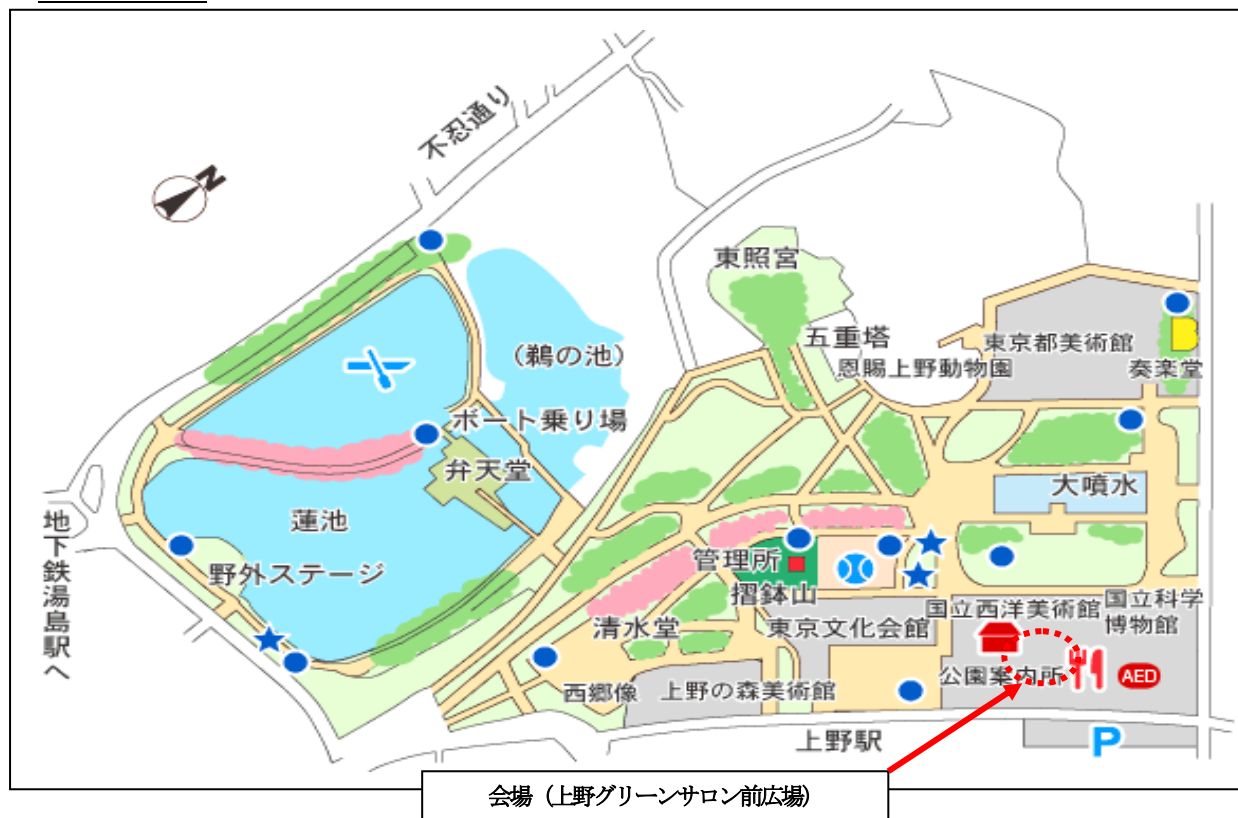 不忍通り
N
東照宮
五重塔
東京都美術館
恩賜上野動物園
奏楽堂
(鵜の池)
ボート乗り場
弁天堂
大噴水
蓮池
地下鉄湯島駅へ
野外ステージ
管理所
摺鉢山
国立西洋美術館
国立科学
博物館
清水堂
東京文化会館
公園案内所
AED
西郷像
上野の森美術館
上野駅
P
会場(上野グリーンサロン前広場)